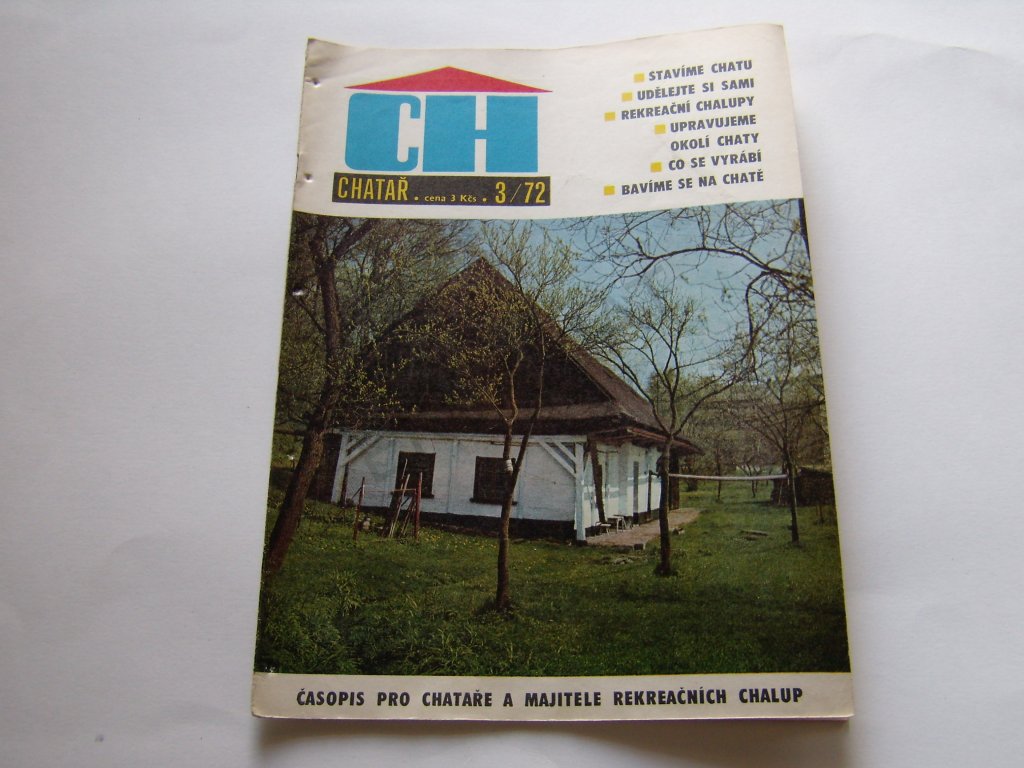 CH
CHATAŘ • cena 3 Kčs • 3/72
STAVÍME CHATU
UDĚLEJTE SI SAMI
REKREAČNÍ CHALUPY
UPRAVUJEME
OKOLÍ CHATY
CO SE VYRÁBÍ
BAVÍME SE NA CHATĚ
ČASOPIS PRO CHATAŘE A MAJITELE REKREAČNÍCH CHALUP